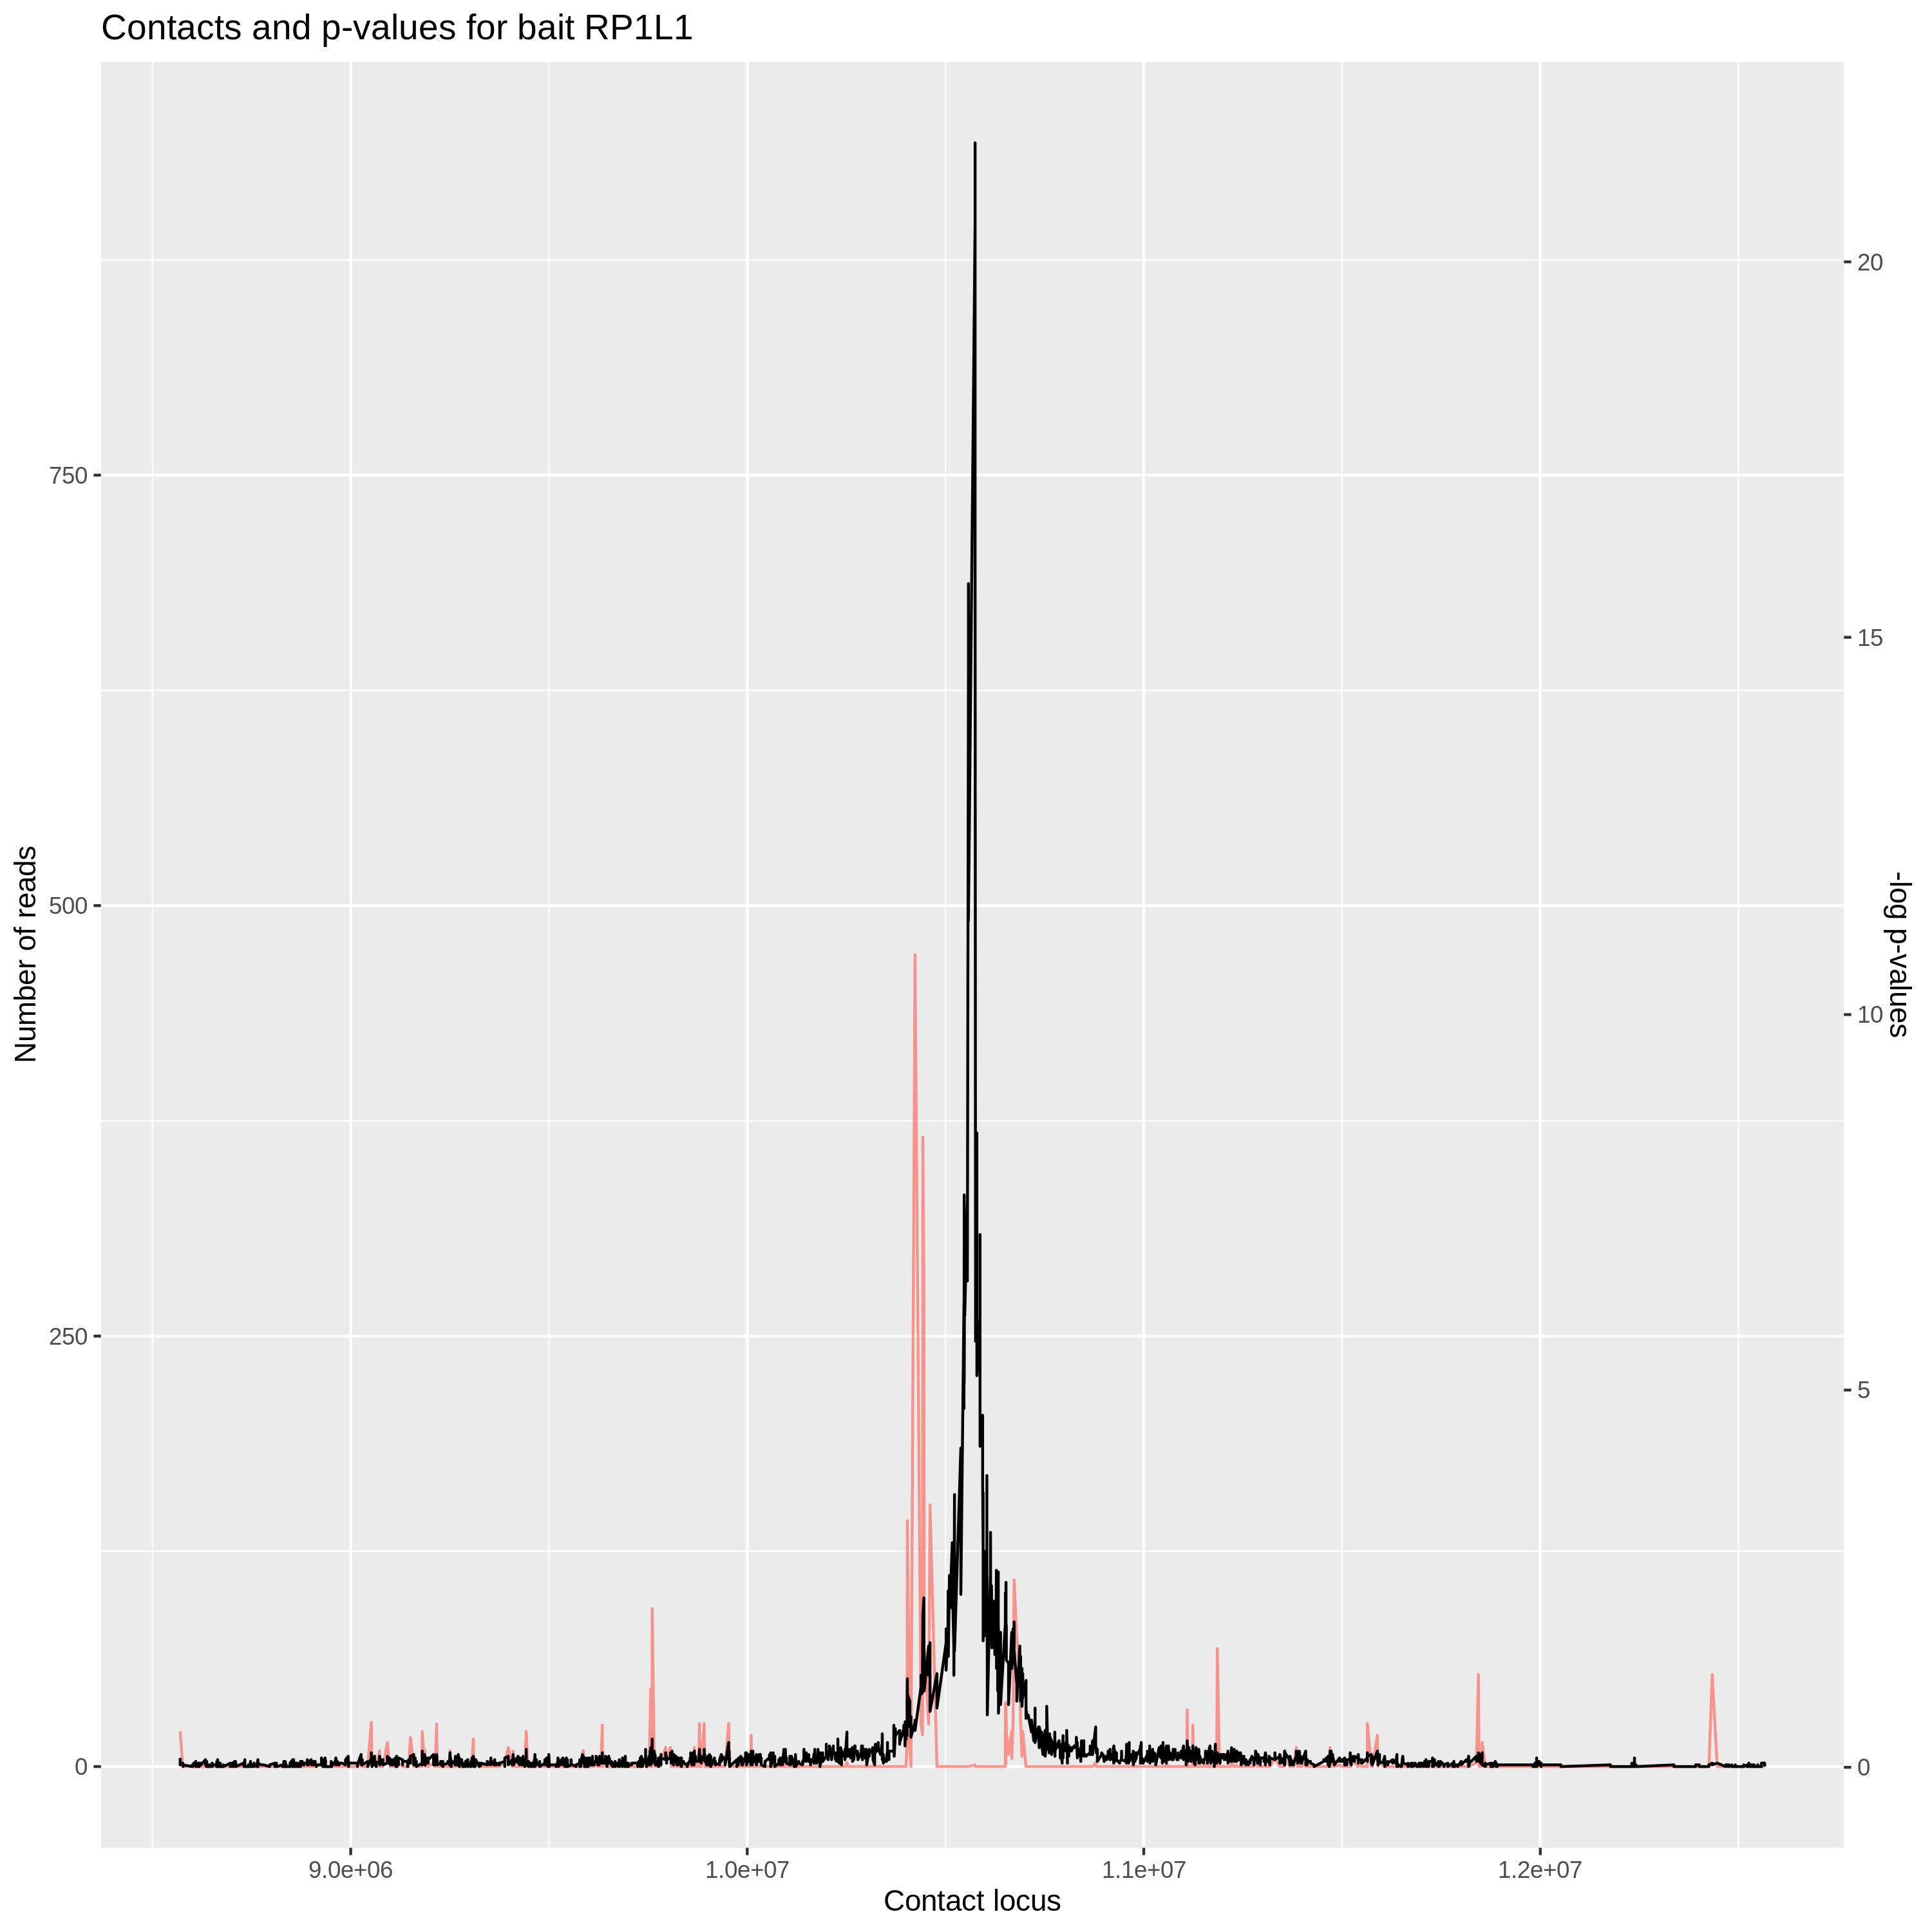 Contacts and p-values for bait RP1L1
Number of reads
750
500
250
0
20
15
10
5
0
-log p-values
9.0e+06
1.0e+07
1.1e+07
1.2e+07
Contact locus